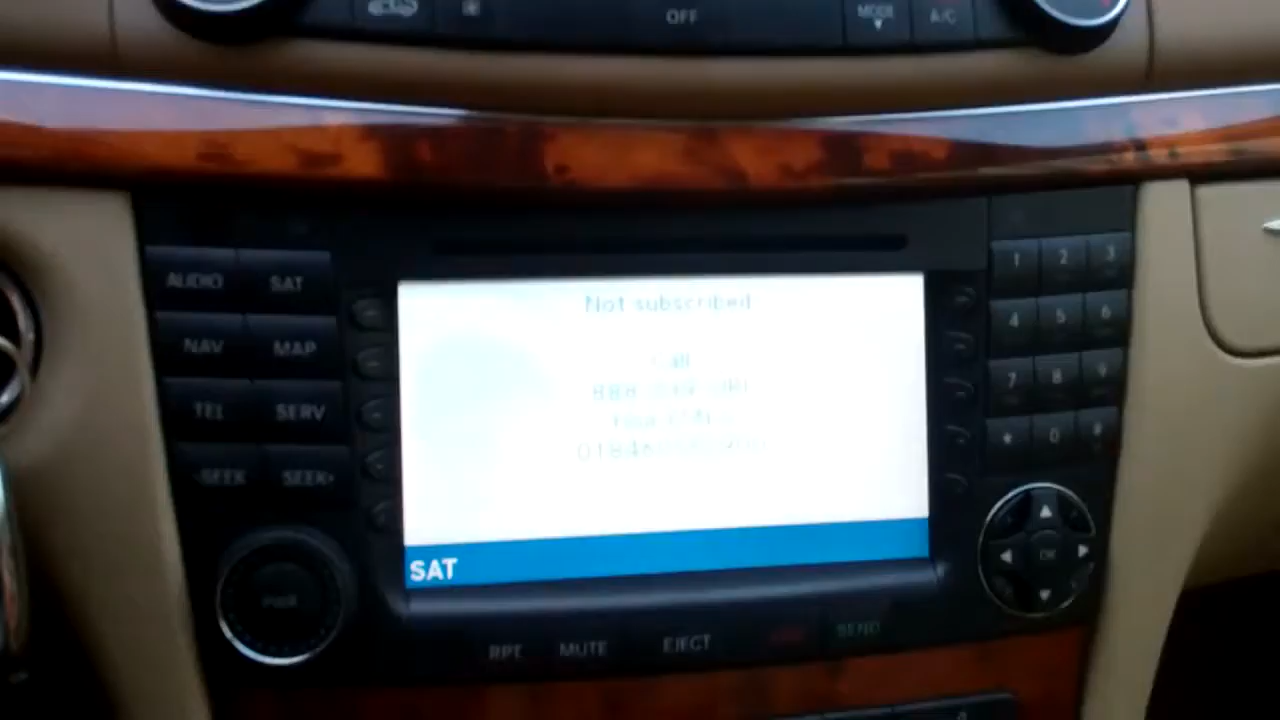 OFF
MODE
A/C
AUDIO SAT
NAV MAP
TEL SERV
<SEEK SEEK>
Not subscribed
Call
SAT
1 2 3
4 5 6
7 8 9
* 0 #
OK
RPT MUTE EJECT SEND